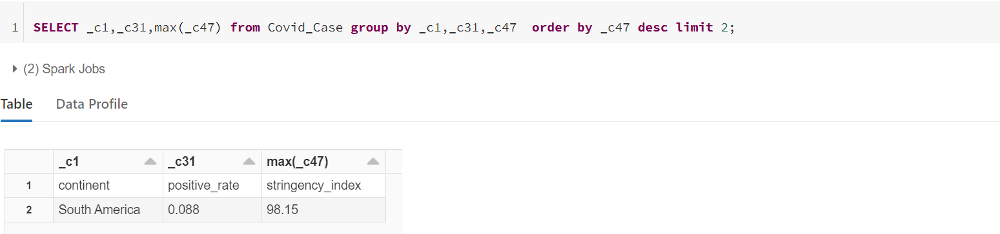 1 SELECT _c1,_c31,max(_c47) from Covid_Case group by _c1,_c31,_c47  order by _c47 desc limit 2;
(2) Spark Jobs
Table Data Profile
_c1 _c31 max(_c47)
1 continent positive_rate stringency_index
2 South America 0.088 98.15